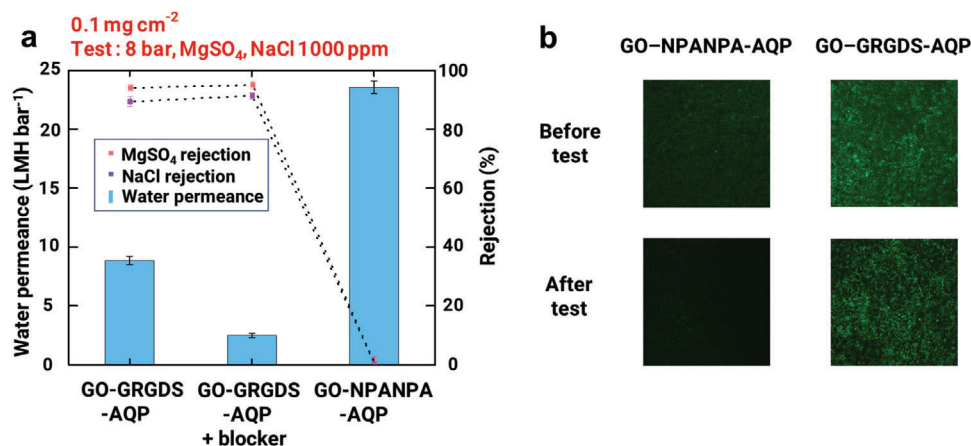 a
0.1 mg cm⁻²
Test : 8 bar, MgSO₄, NaCl 1000 ppm
Water permeance (LMH bar⁻¹)
25
20
15
10
5
0
MgSO₄ rejection
NaCl rejection
Water permeance
100
80
60
40
20
0
Rejection (%)
GO-GRGDS
-AQP
GO-GRGDS
-AQP
+ blocker
GO-NPANPA
-AQP
b
GO–NPANPA-AQP
GO–GRGDS-AQP
Before
test
After
test